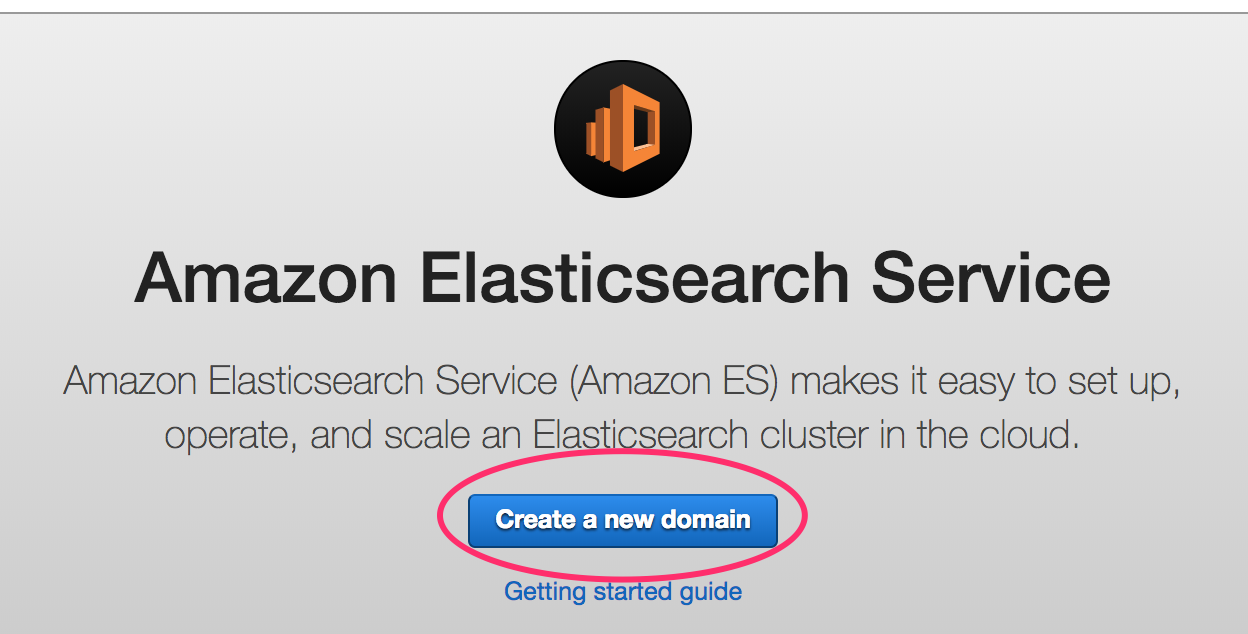 Amazon Elasticsearch Service
Amazon Elasticsearch Service (Amazon ES) makes it easy to set up,
operate, and scale an Elasticsearch cluster in the cloud.
Create a new domain
Getting started guide